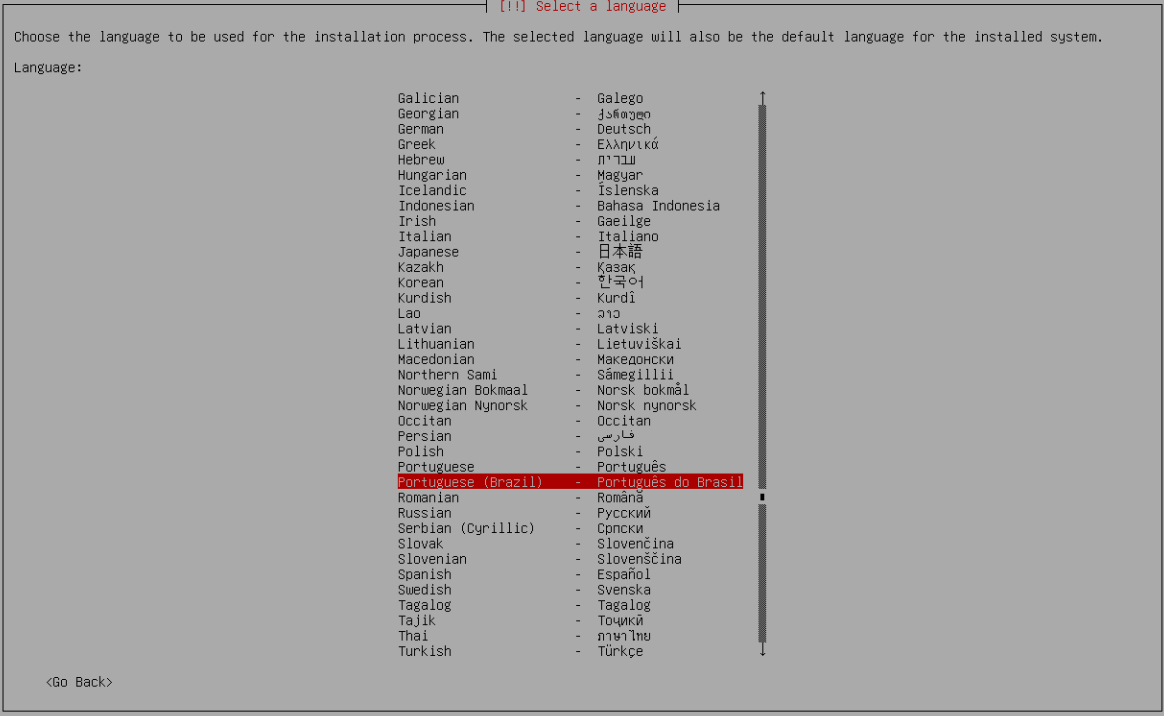 [!!] Select a language
Choose the language to be used for the installation process. The selected language will also be the default language for the installed system.
Language:
Galician - Galego
Georgian - ქართული
German - Deutsch
Greek - Ελληνικά
Hebrew - עברית
Hungarian - Magyar
Icelandic - Íslenska
Indonesian - Bahasa Indonesia
Irish - Gaeilge
Italian - Italiano
Japanese - 日本語
Kazakh - Қазақ
Korean - 한국어
Kurdish - Kurdî
Lao - ລາວ
Latvian - Latviski
Lithuanian - Lietuviškai
Macedonian - Македонски
Northern Sami - Sámegillii
Norwegian Bokmaal - Norsk bokmål
Norwegian Nynorsk - Norsk nynorsk
Occitan - Occitan
Persian - فارسی
Polish - Polski
Portuguese - Português
Portuguese (Brazil) - Português do Brasil
Romanian - Română
Russian - Русский
Serbian (Cyrillic) - Српски
Slovak - Slovenčina
Slovenian - Slovenščina
Spanish - Español
Swedish - Svenska
Tagalog - Tagalog
Tajik - Тоҷикӣ
Thai - ภาษาไทย
Turkish - Türkçe
<Go Back>